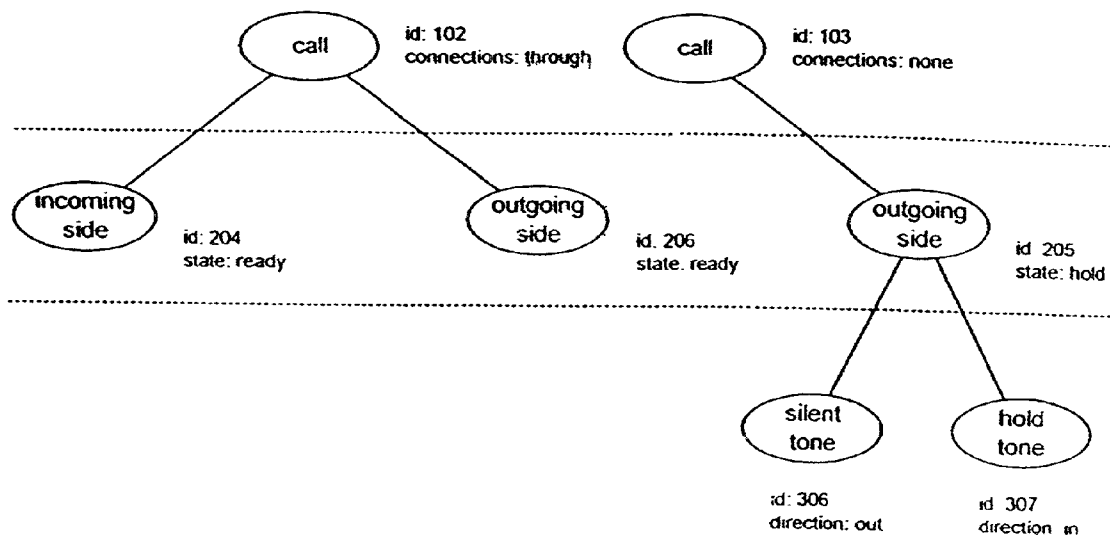 call
id: 102
connections: through
call
id: 103
connections: none
incoming
side
id: 204
state: ready
outgoing
side
id. 206
state. ready
outgoing
side
id 205
state: hold
silent
tone
hold
tone
id: 306
direction: out
id 307
direction in